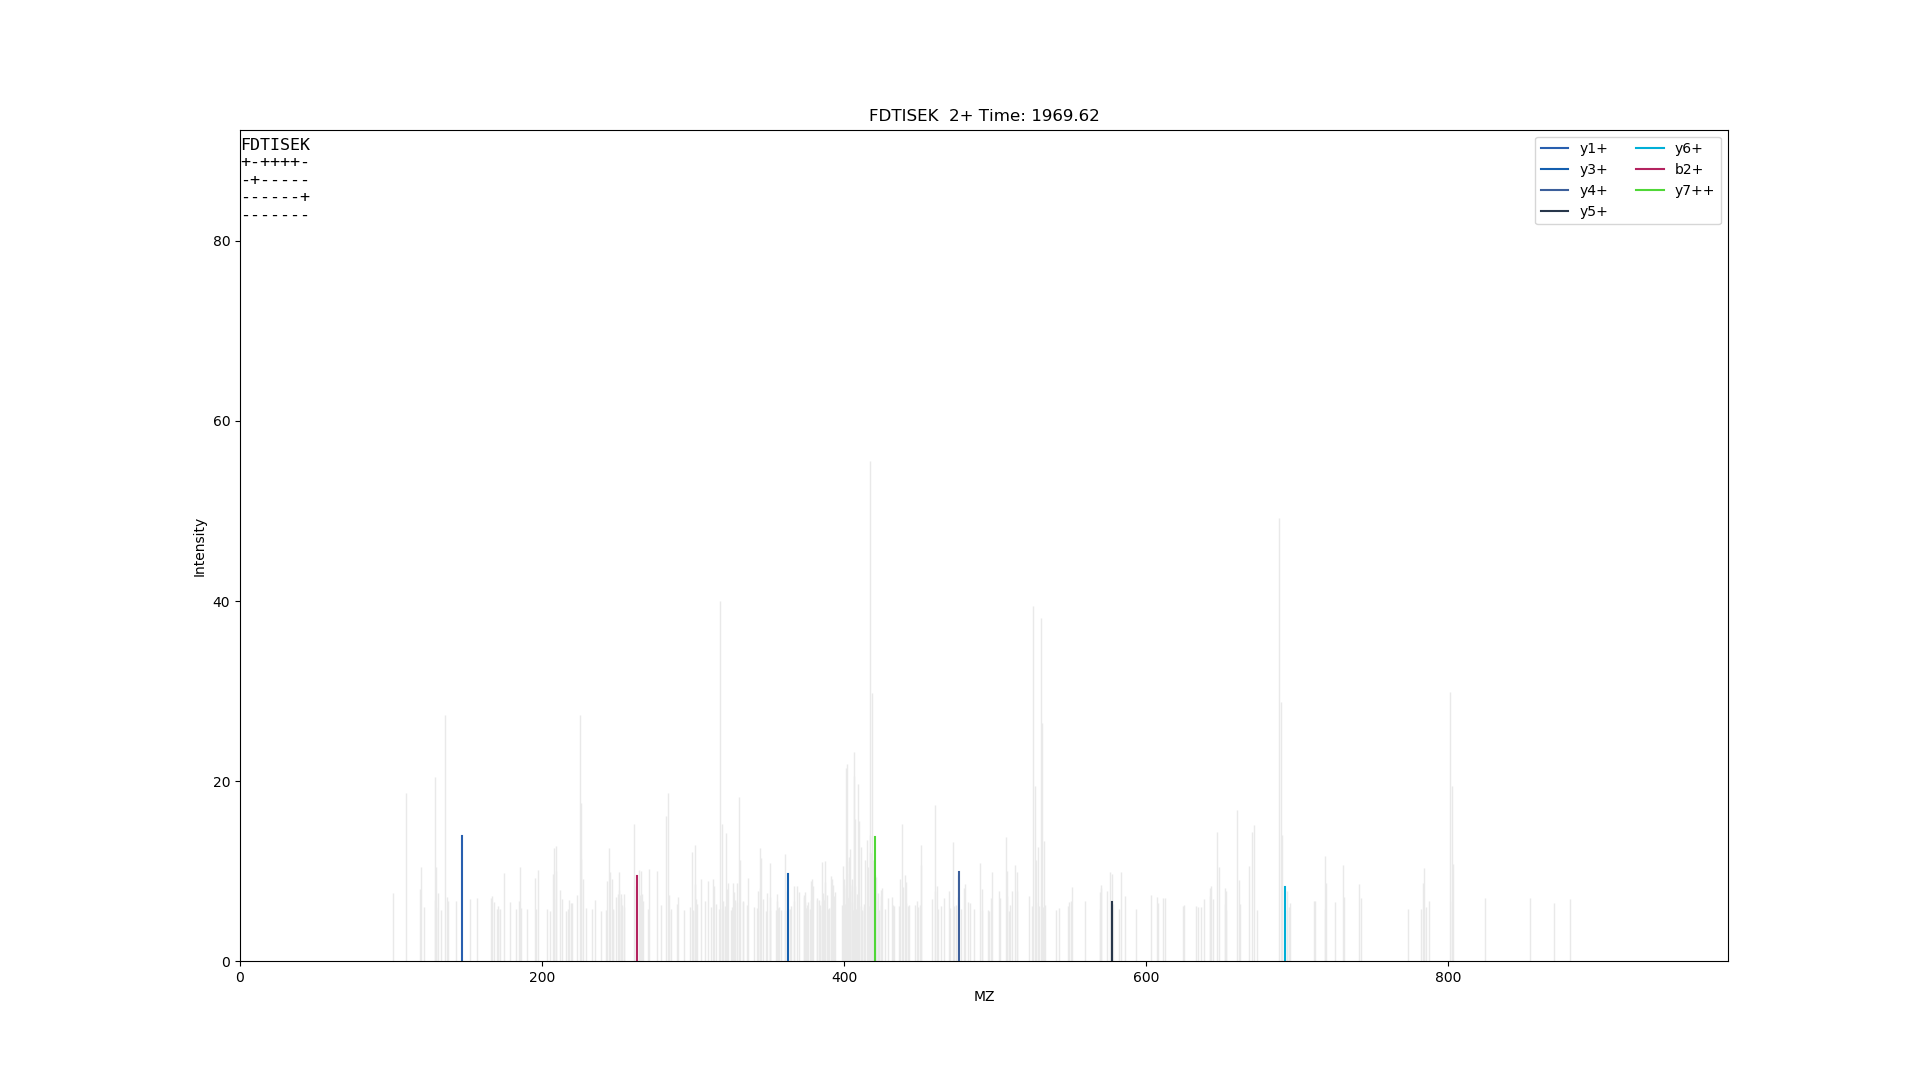 FDTISEK  2+ Time: 1969.62
FDTISEK
+-++++-
-+-----
------+
-------
y1+
y3+
y4+
y5+
y6+
b2+
y7++
80
60
40
20
0
Intensity
0 200 400 600 800
MZ